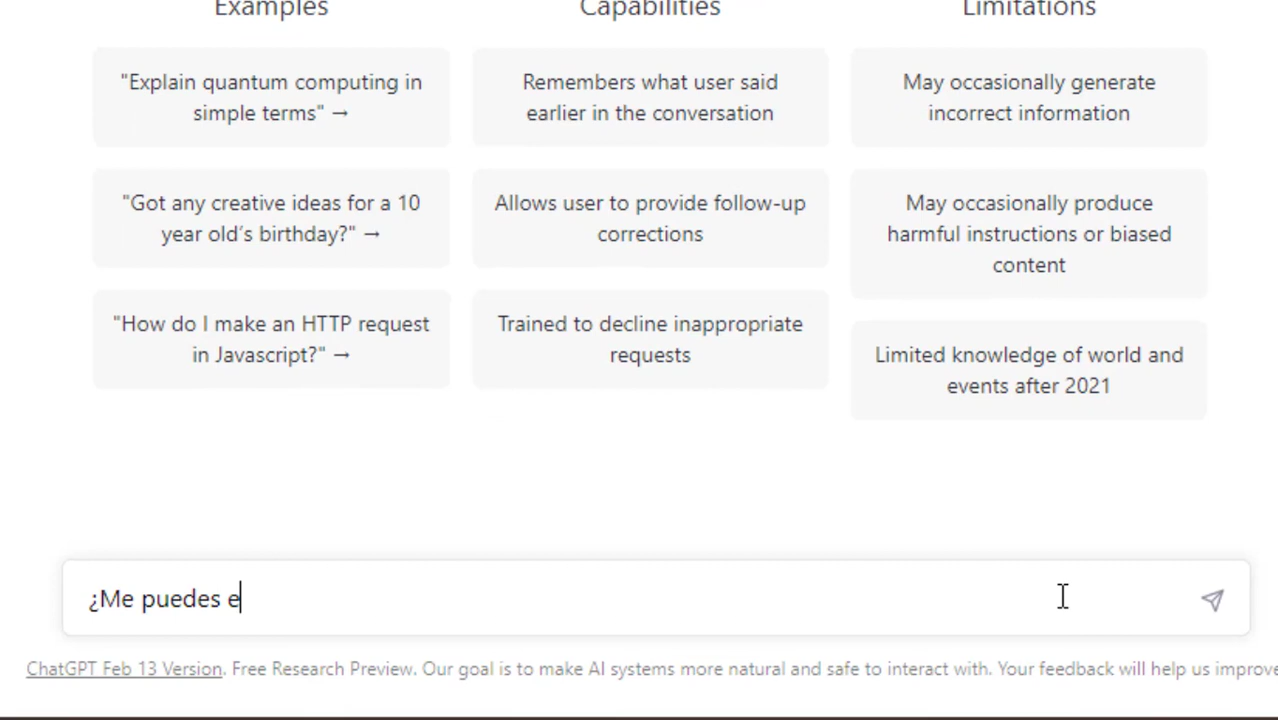 Examples
Capabilities
Limitations
"Explain quantum computing in
simple terms" →
Remembers what user said
earlier in the conversation
May occasionally generate
incorrect information
"Got any creative ideas for a 10
year old's birthday?" →
Allows user to provide follow-up
corrections
May occasionally produce
harmful instructions or biased
content
"How do I make an HTTP request
in Javascript?" →
Trained to decline inappropriate
requests
Limited knowledge of world and
events after 2021
¿Me puedes e
ChatGPT Feb 13 Version. Free Research Preview. Our goal is to make AI systems more natural and safe to interact with. Your feedback will help us improve